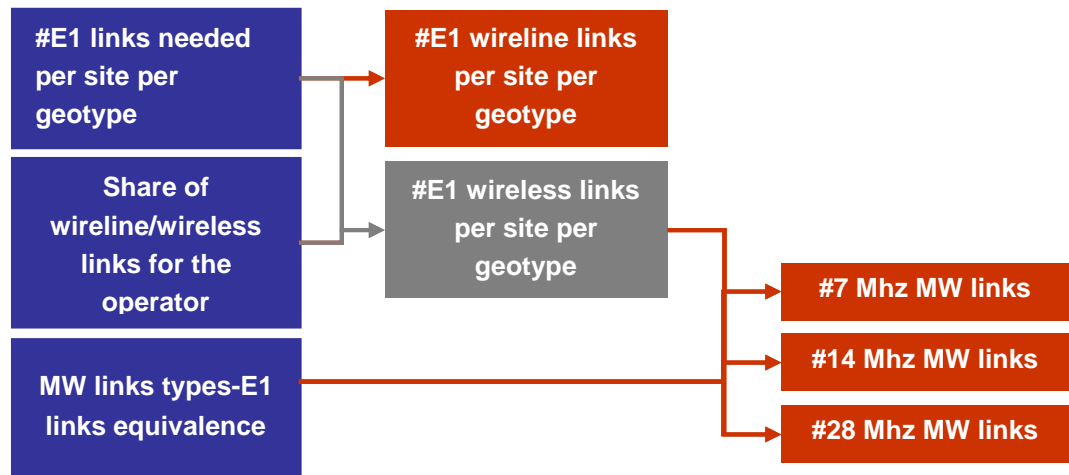 #E1 links needed
per site per
geotype
#E1 wireline links
per site per
geotype
Share of
wireline/wireless
links for the
operator
#E1 wireless links
per site per
geotype
#7 Mhz MW links
#14 Mhz MW links
#28 Mhz MW links
MW links types-E1
links equivalence